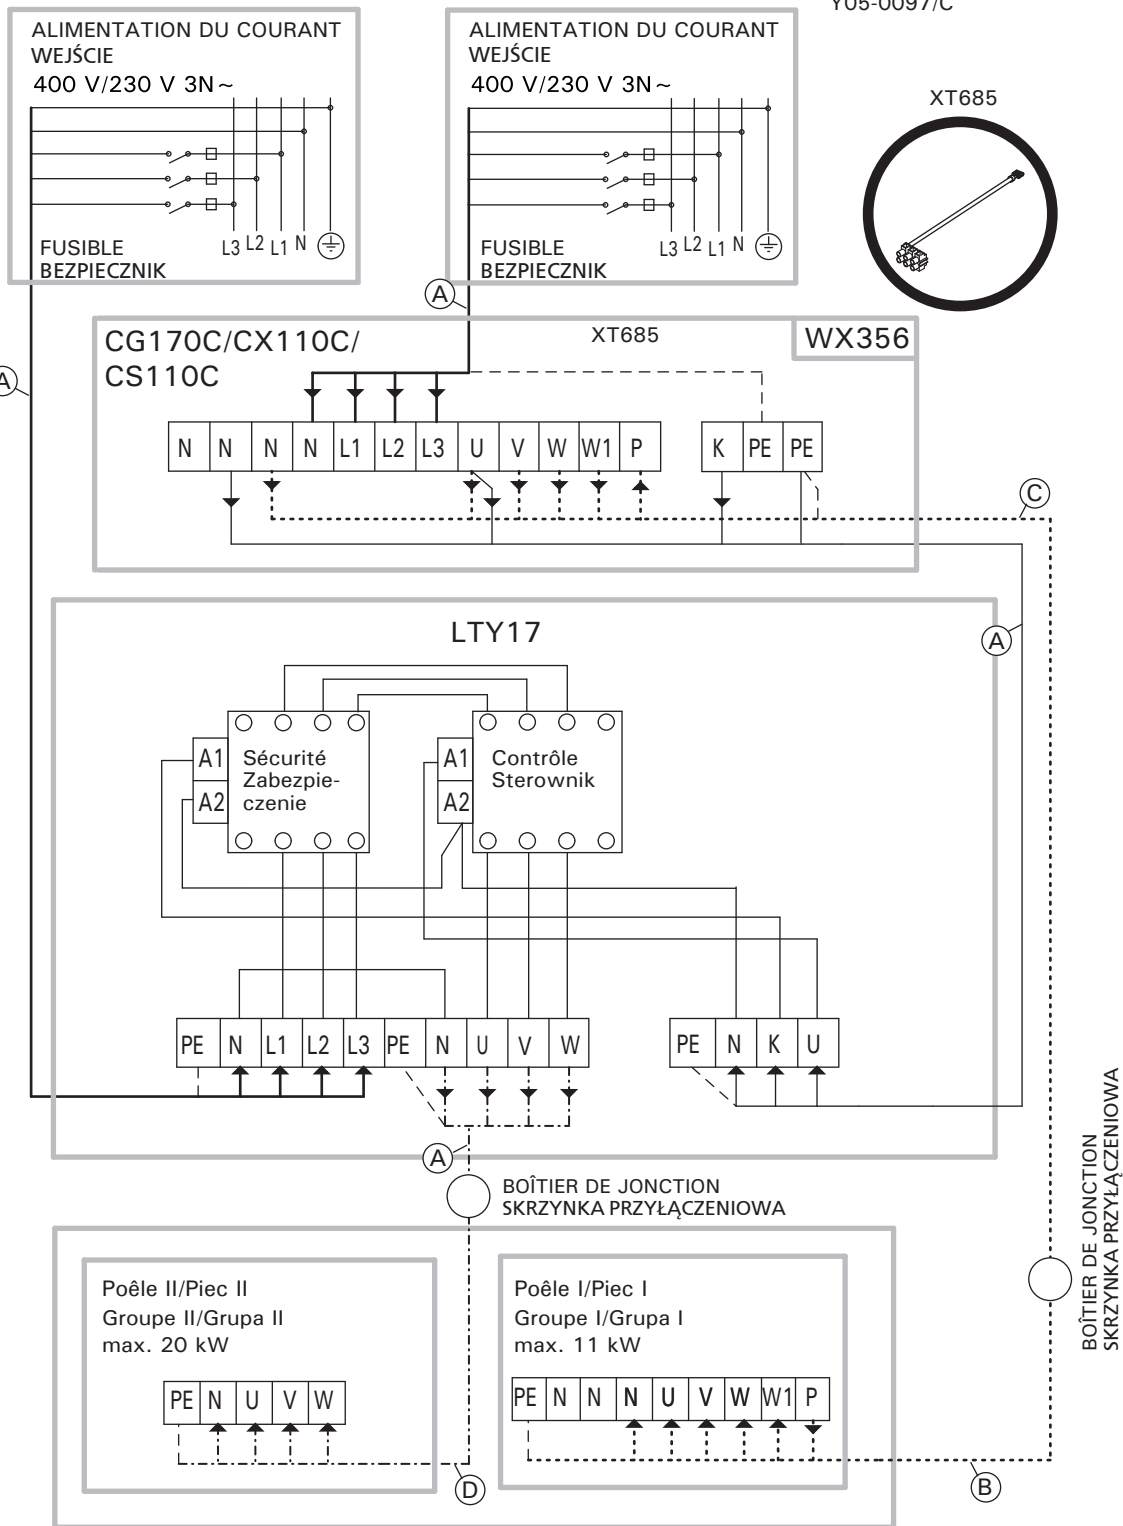 Y05-0097/C
ALIMENTATION DU COURANT
WEJŚCIE
400 V/230 V 3N~
L3 L2 L1 N
FUSIBLE
BEZPIECZNIK
ALIMENTATION DU COURANT
WEJŚCIE
400 V/230 V 3N~
L3 L2 L1 N
FUSIBLE
BEZPIECZNIK
XT685
A
A
CG170C/CX110C/
CS110C
XT685
WX356
N N N N L1 L2 L3 U V W W1 P
K PE PE
C
LTY17
A
A1
A2
Sécurité
Zabezpie-
czenie
A1
A2
Contrôle
Sterownik
PE N L1 L2 L3 PE N U V W
PE N K U
A
BOÎTIER DE JONCTION
SKRZYNKA PRZYŁĄCZENIOWA
BOÎTIER DE JONCTION
SKRZYNKA PRZYŁĄCZENIOWA
Poêle II/Piec II
Groupe II/Grupa II
max. 20 kW
PE N U V W
D
Poêle I/Piec I
Groupe I/Grupa I
max. 11 kW
PE N N N U V W W1 P
B